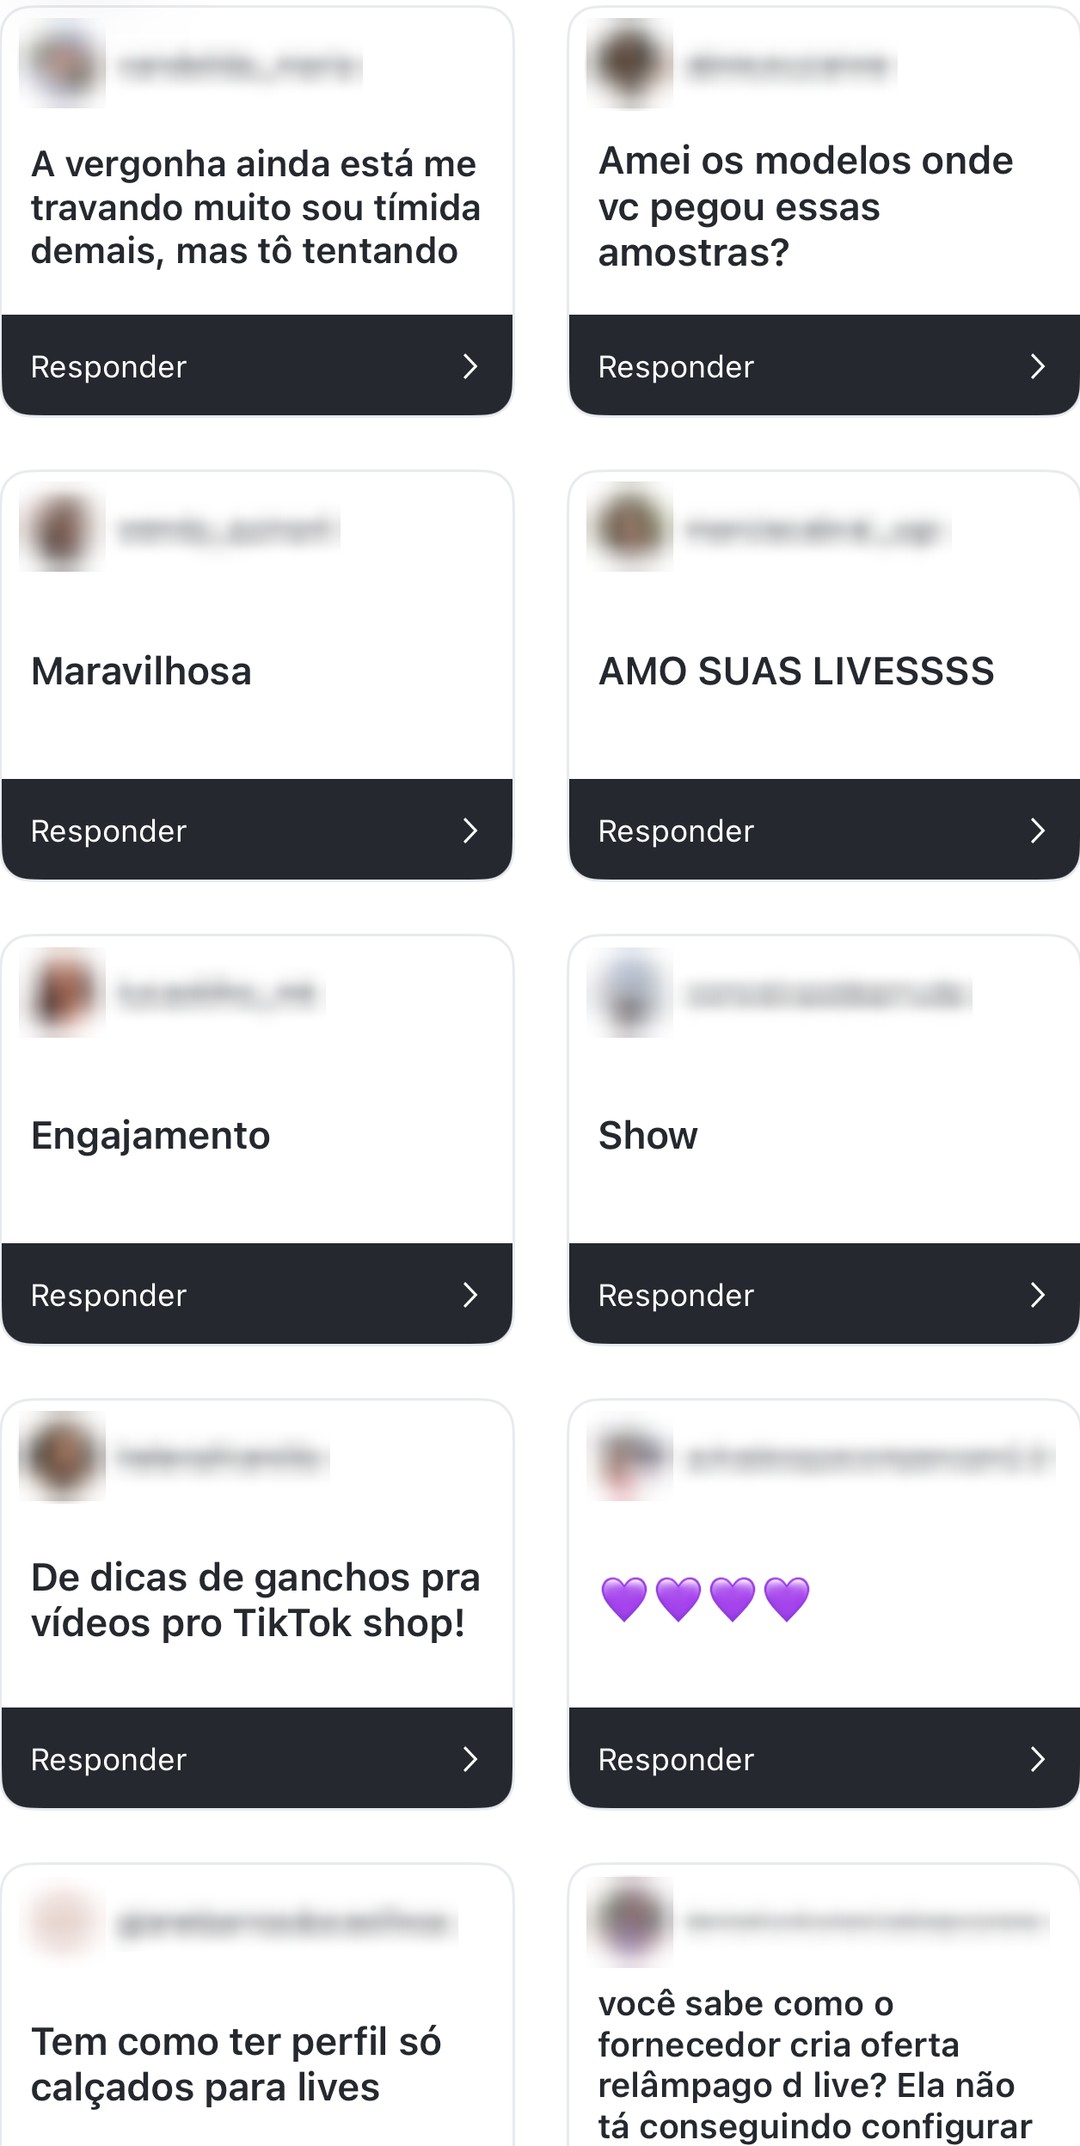 A vergonha ainda está me
travando muito sou tímida
demais, mas tô tentando
Responder
Amei os modelos onde
vc pegou essas
amostras?
Responder
Maravilhosa
Responder
AMO SUAS LIVESSSS
Responder
Engajamento
Responder
Show
Responder
De dicas de ganchos pra
vídeos pro TikTok shop!
Responder
💜💜💜💜
Responder
Tem como ter perfil só
calçados para lives
você sabe como o
fornecedor cria oferta
relâmpago d live? Ela não
tá conseguindo configurar